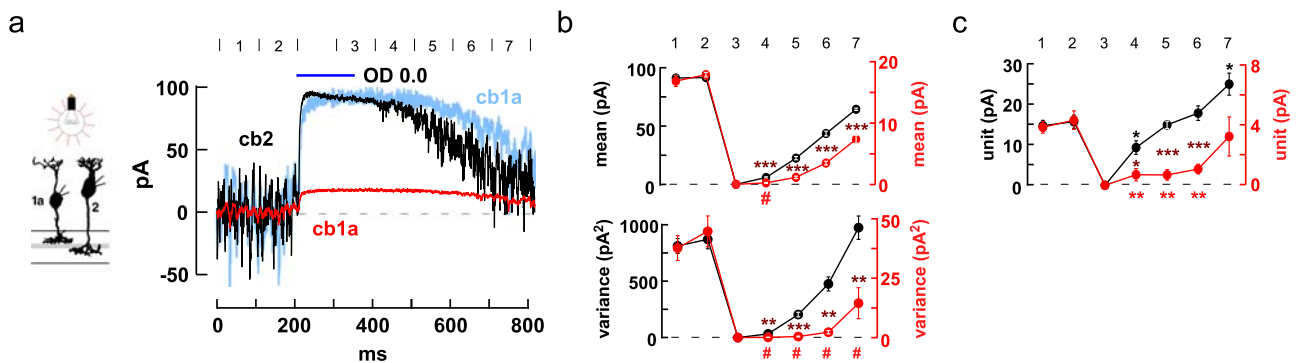 a
b
c
1 2 3 4 5 6 7
OD 0.0
cb1a
cb2
cb1a
1a
2
pA
100
50
0
-50
0 200 400 600 800
ms
1 2 3 4 5 6 7
mean (pA)
100
50
0
20
10
0
mean (pA)
*** *** *** ***
#
variance (pA²)
1000
500
0
50
25
0
variance (pA²)
** *** ** **
# # # #
1 2 3 4 5 6 7
unit (pA)
30
20
10
0
8
4
0
unit (pA)
* *
* *** ***
** ** **